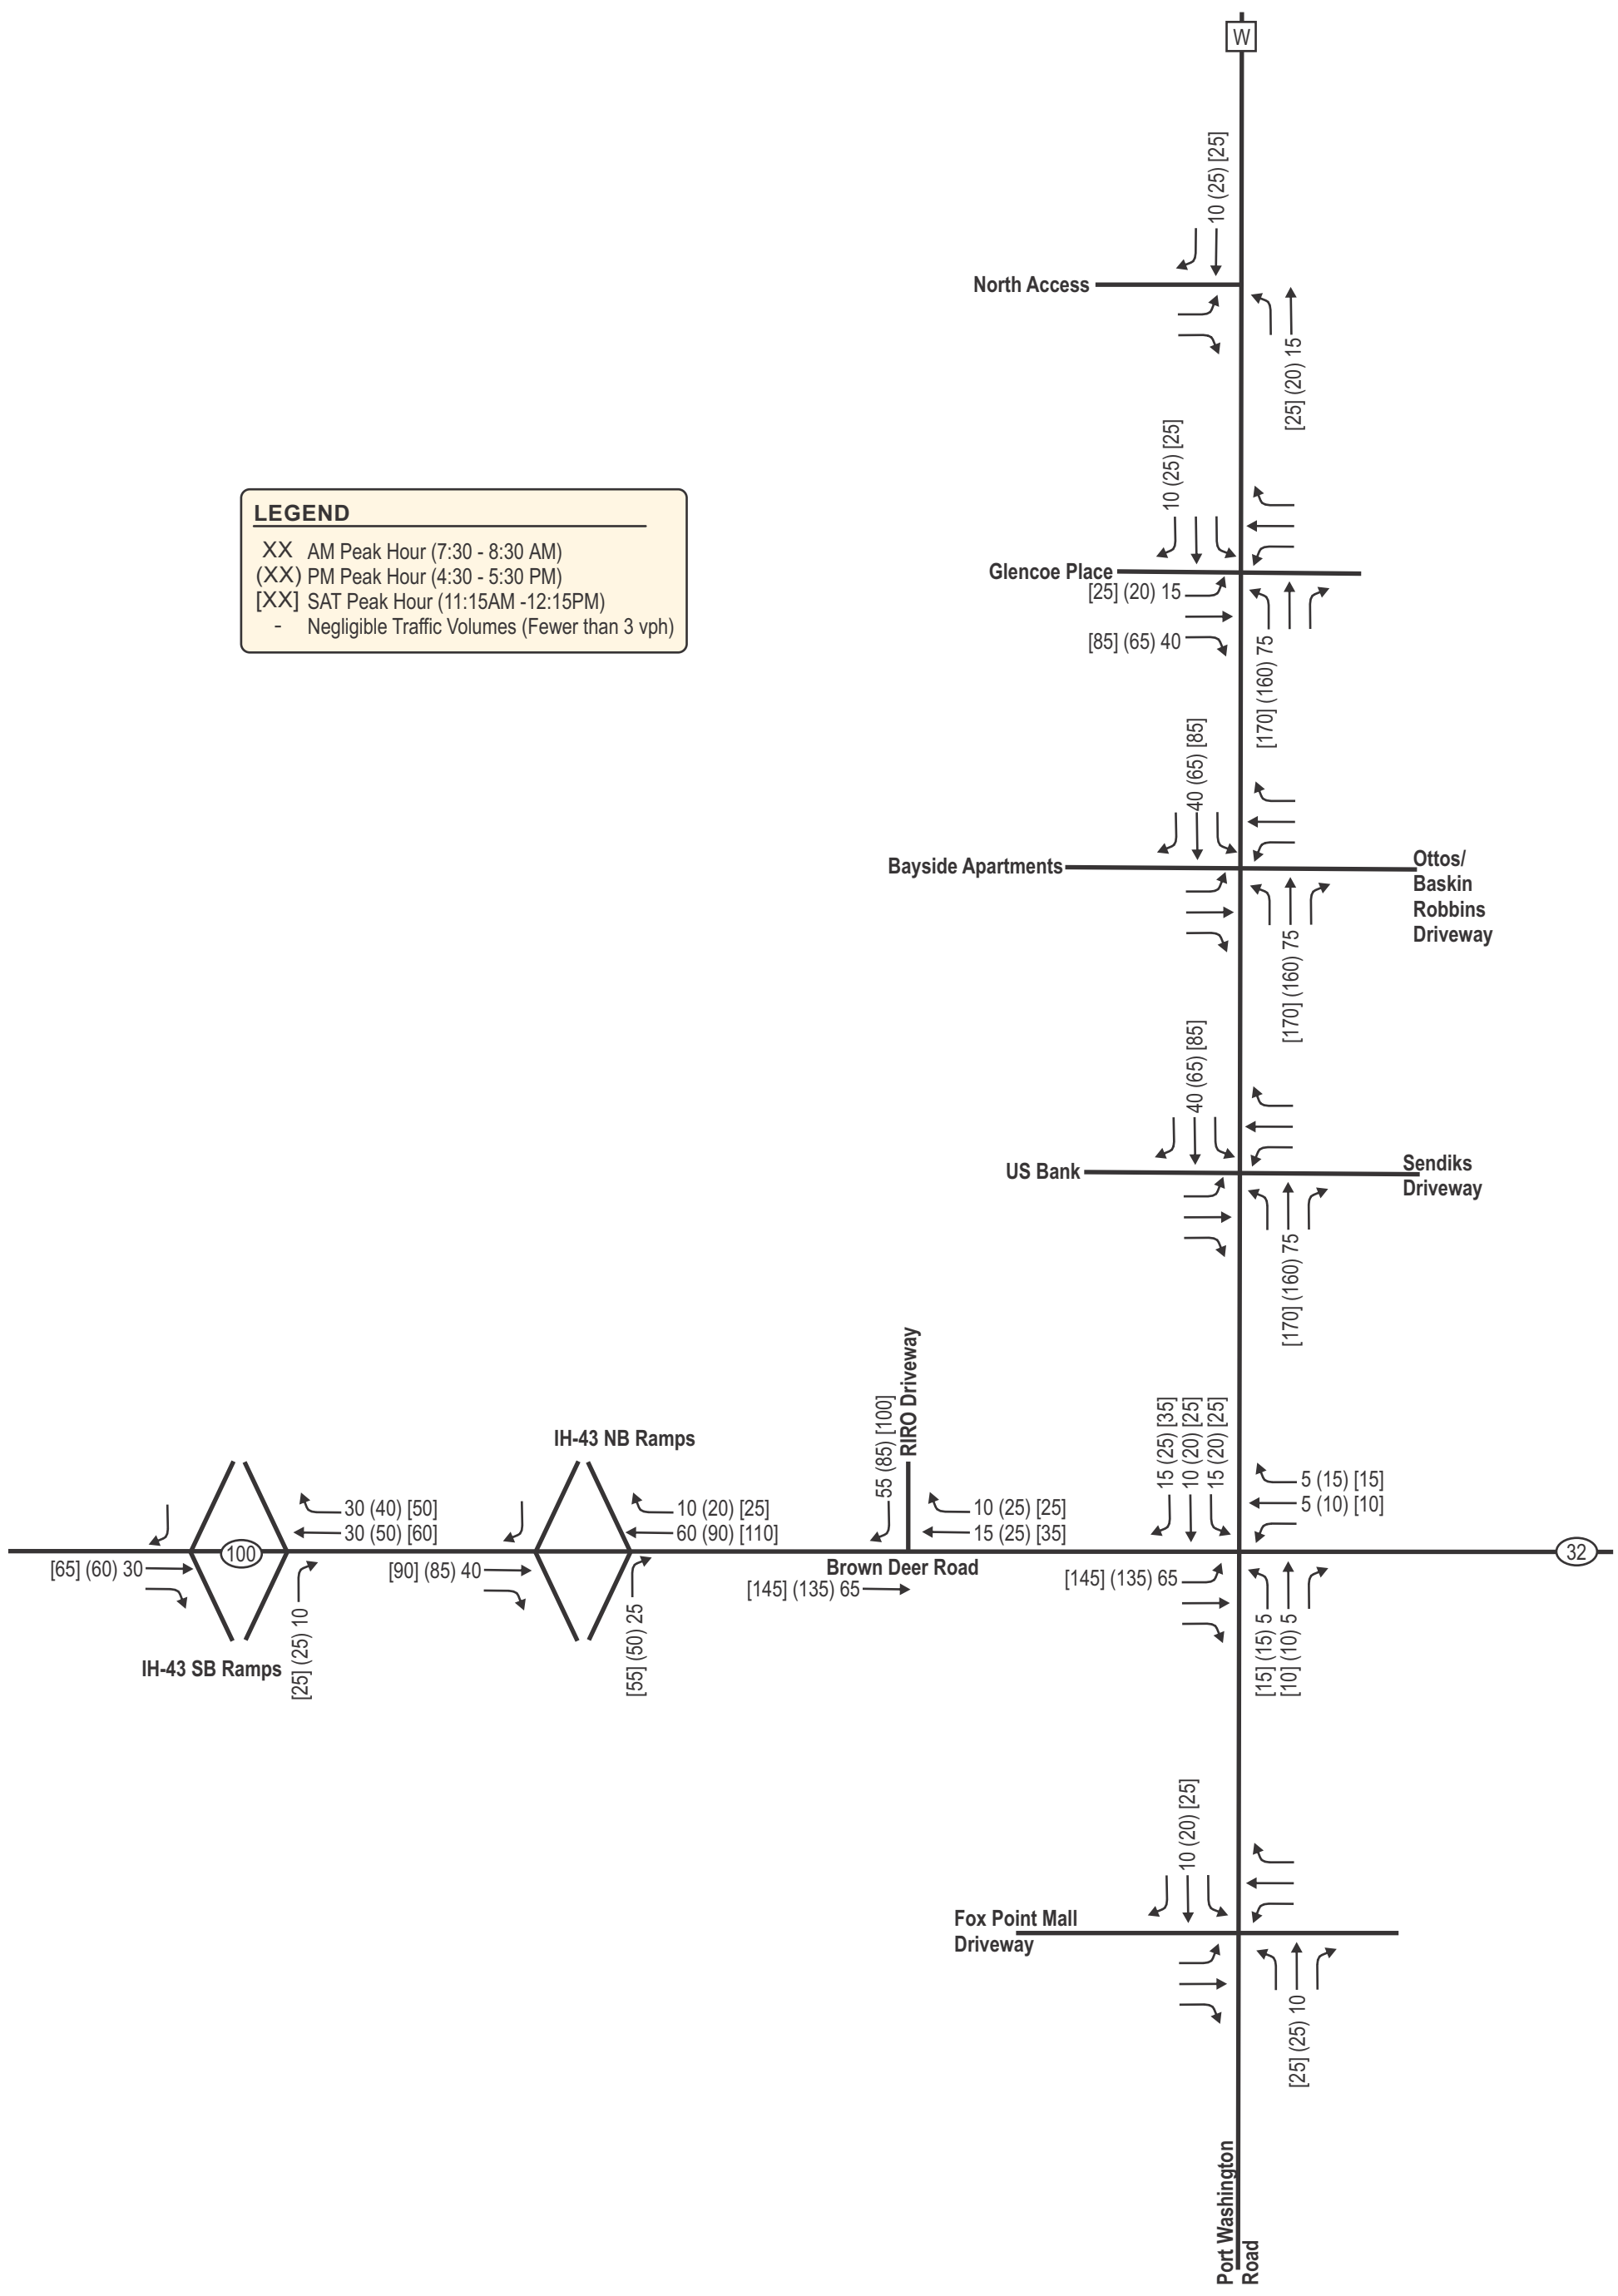 W
10 (25) [25]
North Access
[25] (20) 15
10 (25) [25]
LEGEND
XX AM Peak Hour (7:30 - 8:30 AM)
(XX) PM Peak Hour (4:30 - 5:30 PM)
[XX] SAT Peak Hour (11:15AM -12:15PM)
- Negligible Traffic Volumes (Fewer than 3 vph)
Glencoe Place
[25] (20) 15
[85] (65) 40
[170] (160) 75
40 (65) [85]
Bayside Apartments
Ottos/
Baskin
Robbins
Driveway
[170] (160) 75
40 (65) [85]
US Bank
Sendiks
Driveway
[170] (160) 75
RIRO Driveway
55 (85) [100]
15 (25) [35]
10 (20) [25]
15 (20) [25]
IH-43 NB Ramps
30 (40) [50]
30 (50) [60]
10 (20) [25]
60 (90) [110]
10 (25) [25]
15 (25) [35]
5 (15) [15]
5 (10) [10]
100
32
[65] (60) 30
[90] (85) 40
Brown Deer Road
[145] (135) 65
[145] (135) 65
IH-43 SB Ramps
[25] (25) 10
[55] (50) 25
[15] (15) 5
[10] (10) 5
10 (20) [25]
Fox Point Mall
Driveway
[25] (25) 10
Port Washington
Road